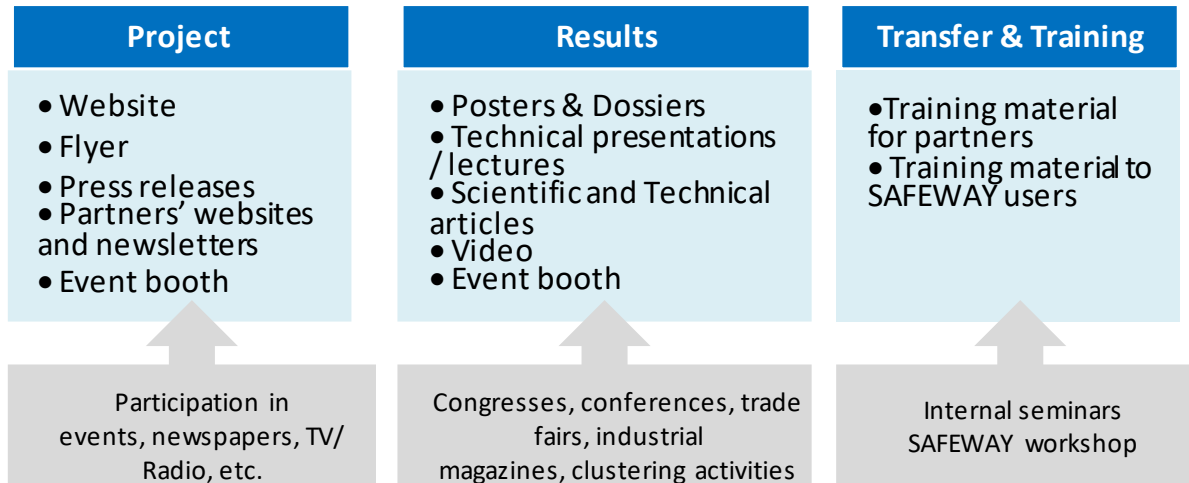 Project
• Website
• Flyer
• Press releases
• Partners' websites
and newsletters
• Event booth
Participation in
events, newspapers, TV/
Radio, etc.
Results
• Posters & Dossiers
• Technical presentations
/ lectures
• Scientific and Technical
articles
• Video
• Event booth
Congresses, conferences, trade
fairs, industrial
magazines, clustering activities
Transfer & Training
•Training material
for partners
• Training material to
SAFEWAY users
Internal seminars
SAFEWAY workshop